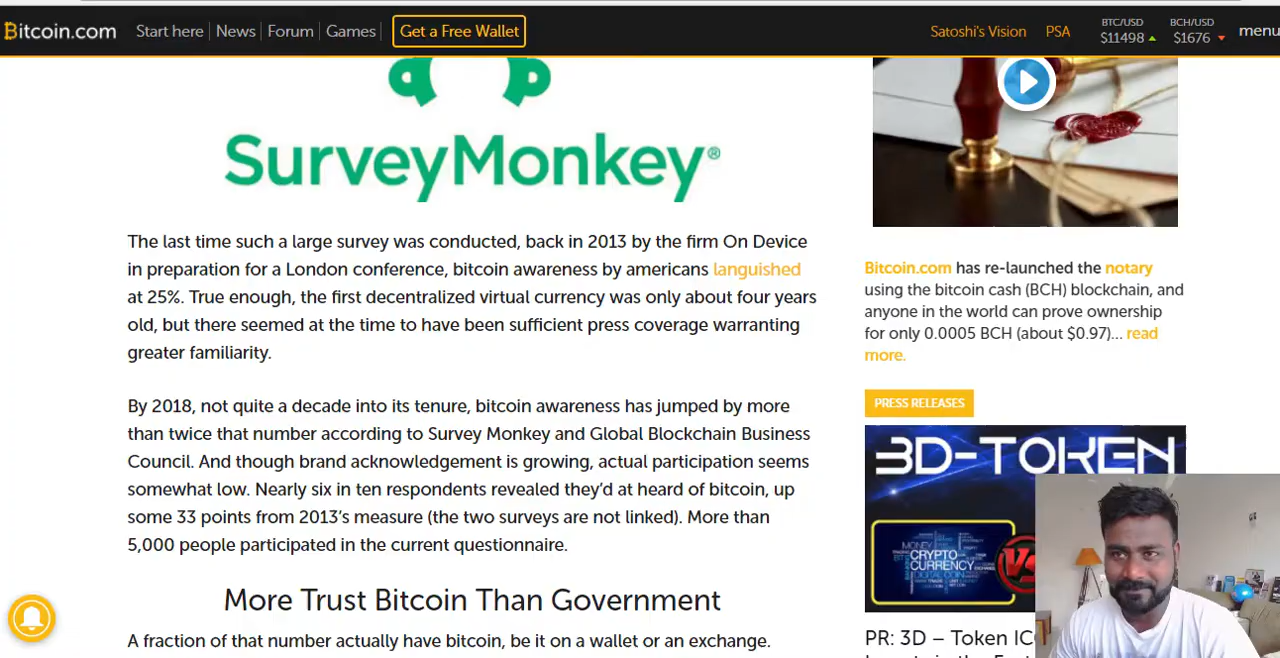 Bitcoin.com
Start here
News
Forum
Games
Get a Free Wallet
Satoshi's Vision
PSA
BTC/USD
$11498
BCH/USD
$1676
menu
SurveyMonkey®
The last time such a large survey was conducted, back in 2013 by the firm On Device
in preparation for a London conference, bitcoin awareness by americans languished
at 25%. True enough, the first decentralized virtual currency was only about four years
old, but there seemed at the time to have been sufficient press coverage warranting
greater familiarity.
By 2018, not quite a decade into its tenure, bitcoin awareness has jumped by more
than twice that number according to Survey Monkey and Global Blockchain Business
Council. And though brand acknowledgement is growing, actual participation seems
somewhat low. Nearly six in ten respondents revealed they'd at heard of bitcoin, up
some 33 points from 2013's measure (the two surveys are not linked). More than
5,000 people participated in the current questionnaire.
More Trust Bitcoin Than Government
A fraction of that number actually have bitcoin, be it on a wallet or an exchange.
Bitcoin.com has re-launched the notary
using the bitcoin cash (BCH) blockchain, and
anyone in the world can prove ownership
for only 0.0005 BCH (about $0.97)... read
more.
PRESS RELEASES
3D-TOKEN
MONEY
CRYPTO
CURRENCY
DIGITAL COIN
VS
PR: 3D – Token IC